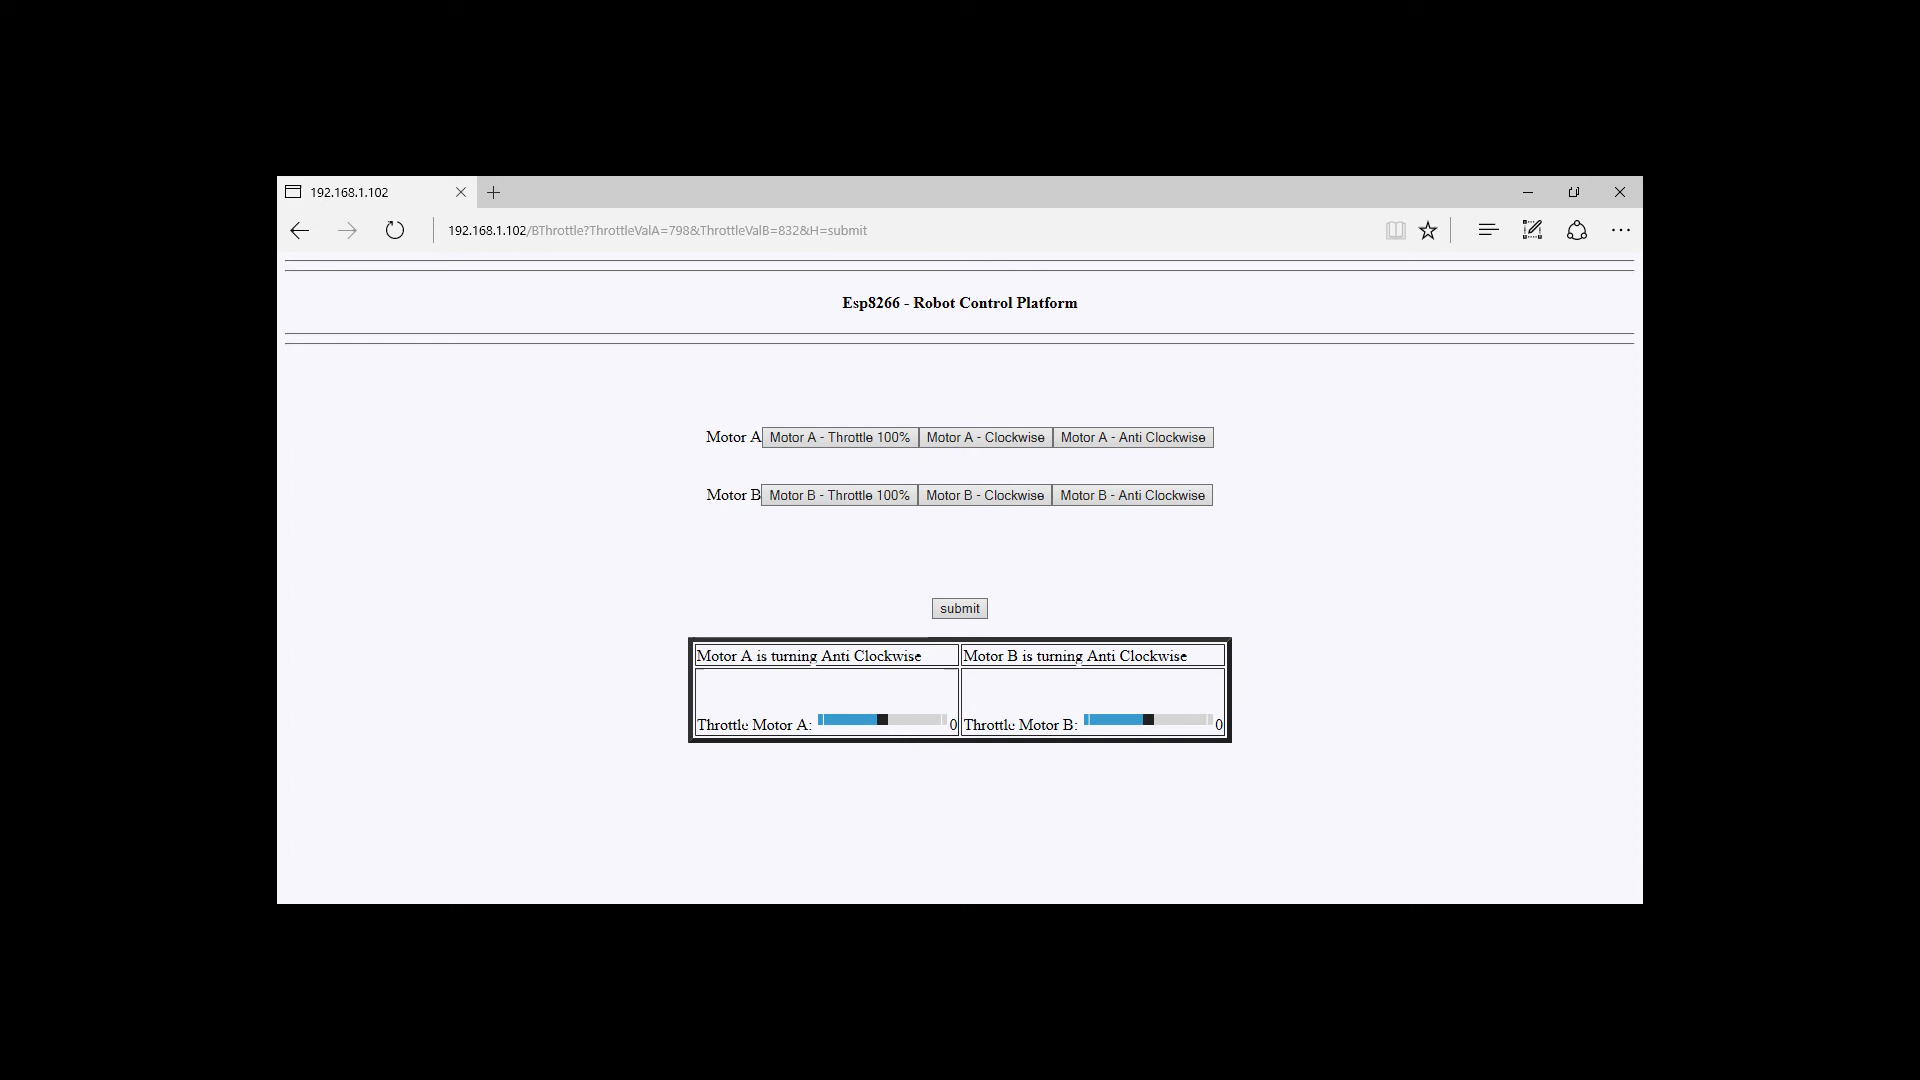 192.168.1.102
192.168.1.102/BThrottle?ThrottleValA=798&ThrottleValB=832&H=submit
Esp8266 - Robot Control Platform
Motor A Motor A - Throttle 100% Motor A - Clockwise Motor A - Anti Clockwise
Motor B Motor B - Throttle 100% Motor B - Clockwise Motor B - Anti Clockwise
submit
Motor A is turning Anti Clockwise Motor B is turning Anti Clockwise
Throttle Motor A: 0 Throttle Motor B: 0